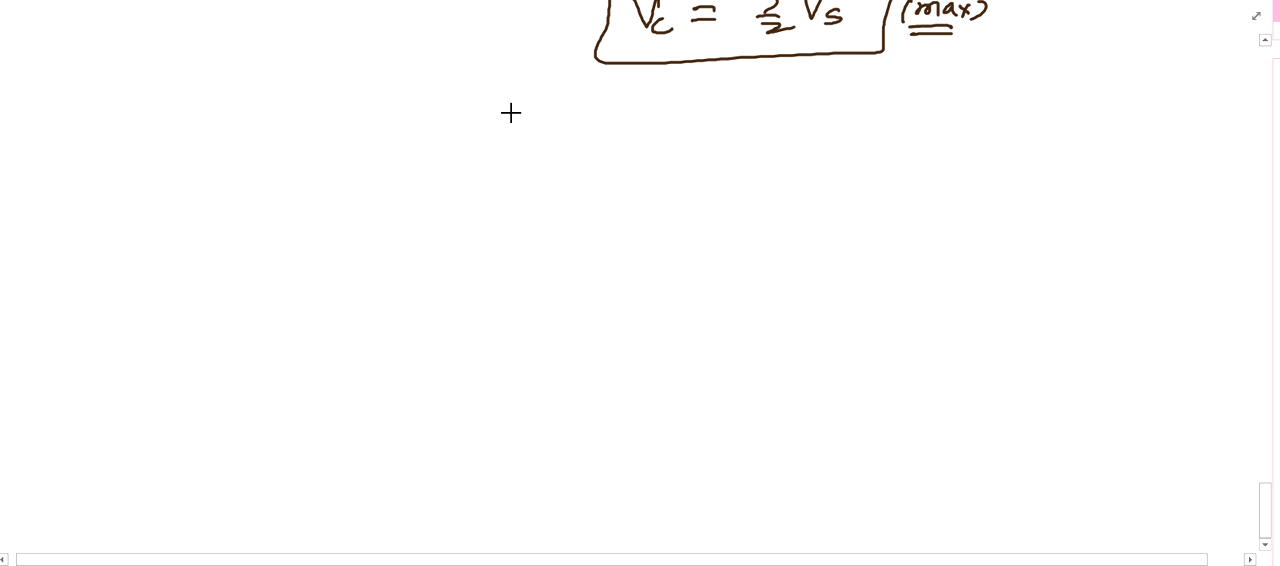 Vc = Vs (max)